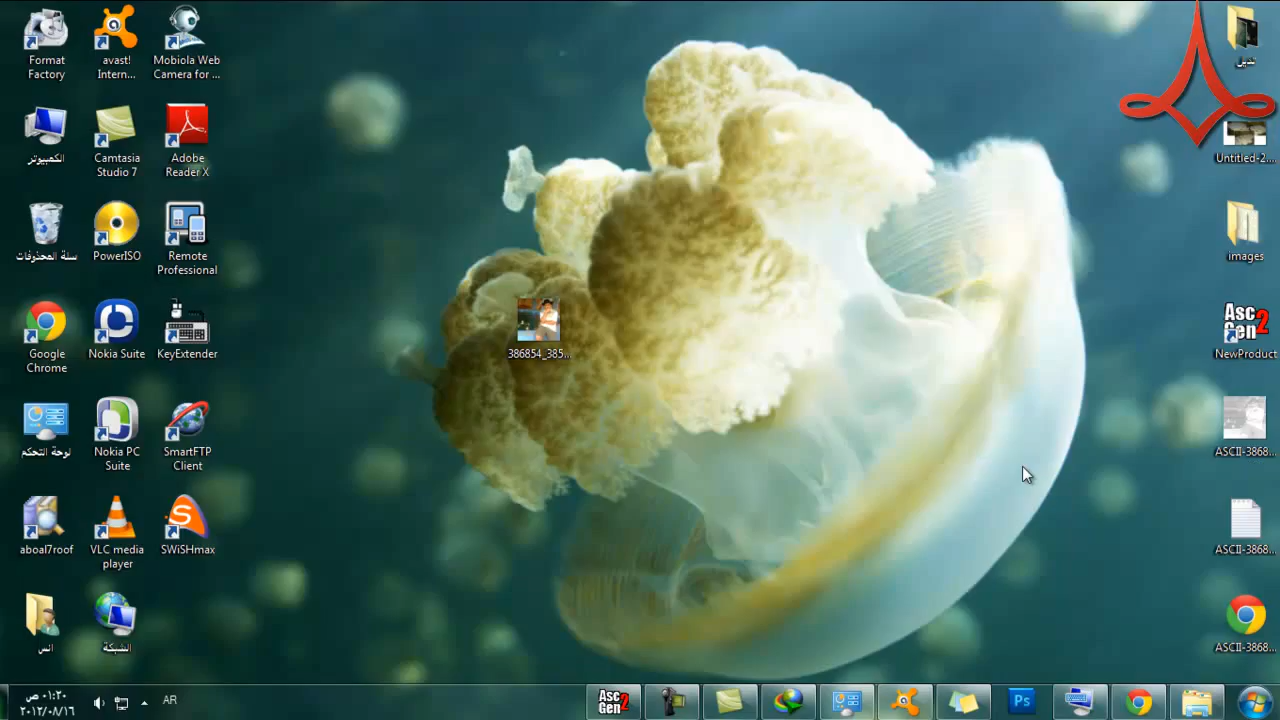 Format
Factory
avast!
Intern...
Mobiola Web
Camera for ...
الكمبيوتر
Camtasia
Studio 7
Adobe
Reader X
سلة المحذوفات
PowerISO
Remote
Professional
Google
Chrome
Nokia Suite
KeyExtender
لوحة التحكم
Nokia PC
Suite
SmartFTP
Client
aboal7roof
VLC media
player
SWiSHmax
انس
الشبكة
386854_385...
Untitled-2....
images
Asc
Gen 2
NewProduct
ASCII-3868...
ASCII-3868...
ASCII-3868...
٠١:٢٠ ص
٢٠١٢/٠٨/١٦
AR
Asc
Gen 2
Ps